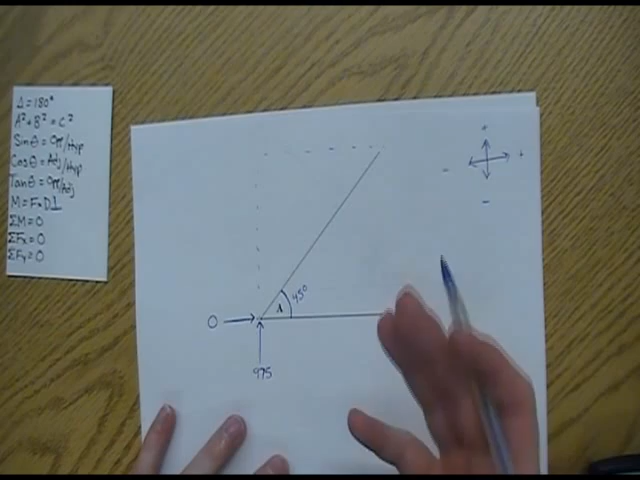 Δ = 180°
A² + B² = C²
Sinθ = OPP/Hyp
Cosθ = Adj/Hyp
Tanθ = OPP/Adj
M = F×D⊥
ΣM = 0
ΣFx = 0
ΣFy = 0
+
- +
-
45°
A
0
975